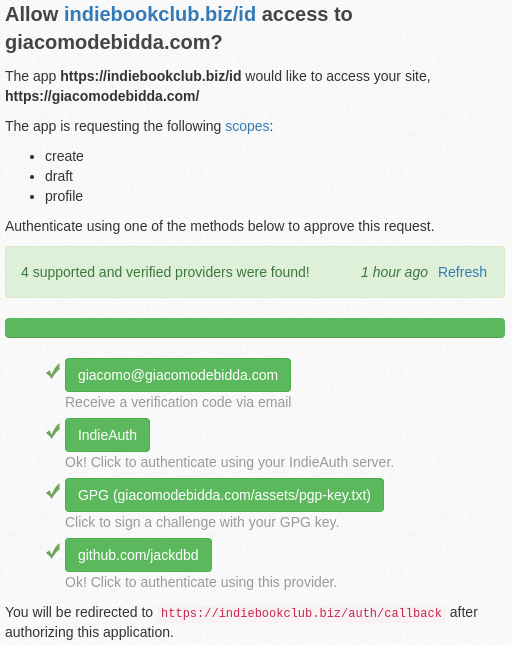 Allow indiebookclub.biz/id access to
giacomodebidda.com?
The app https://indiebookclub.biz/id would like to access your site,
https://giacomodebidda.com/
The app is requesting the following scopes:
• create
• draft
• profile
Authenticate using one of the methods below to approve this request.
4 supported and verified providers were found! 1 hour ago Refresh
giacomo@giacomodebidda.com
Receive a verification code via email
IndieAuth
Ok! Click to authenticate using your IndieAuth server.
GPG (giacomodebidda.com/assets/pgp-key.txt)
Click to sign a challenge with your GPG key.
github.com/jackdbd
Ok! Click to authenticate using this provider.
You will be redirected to https://indiebookclub.biz/auth/callback after
authorizing this application.